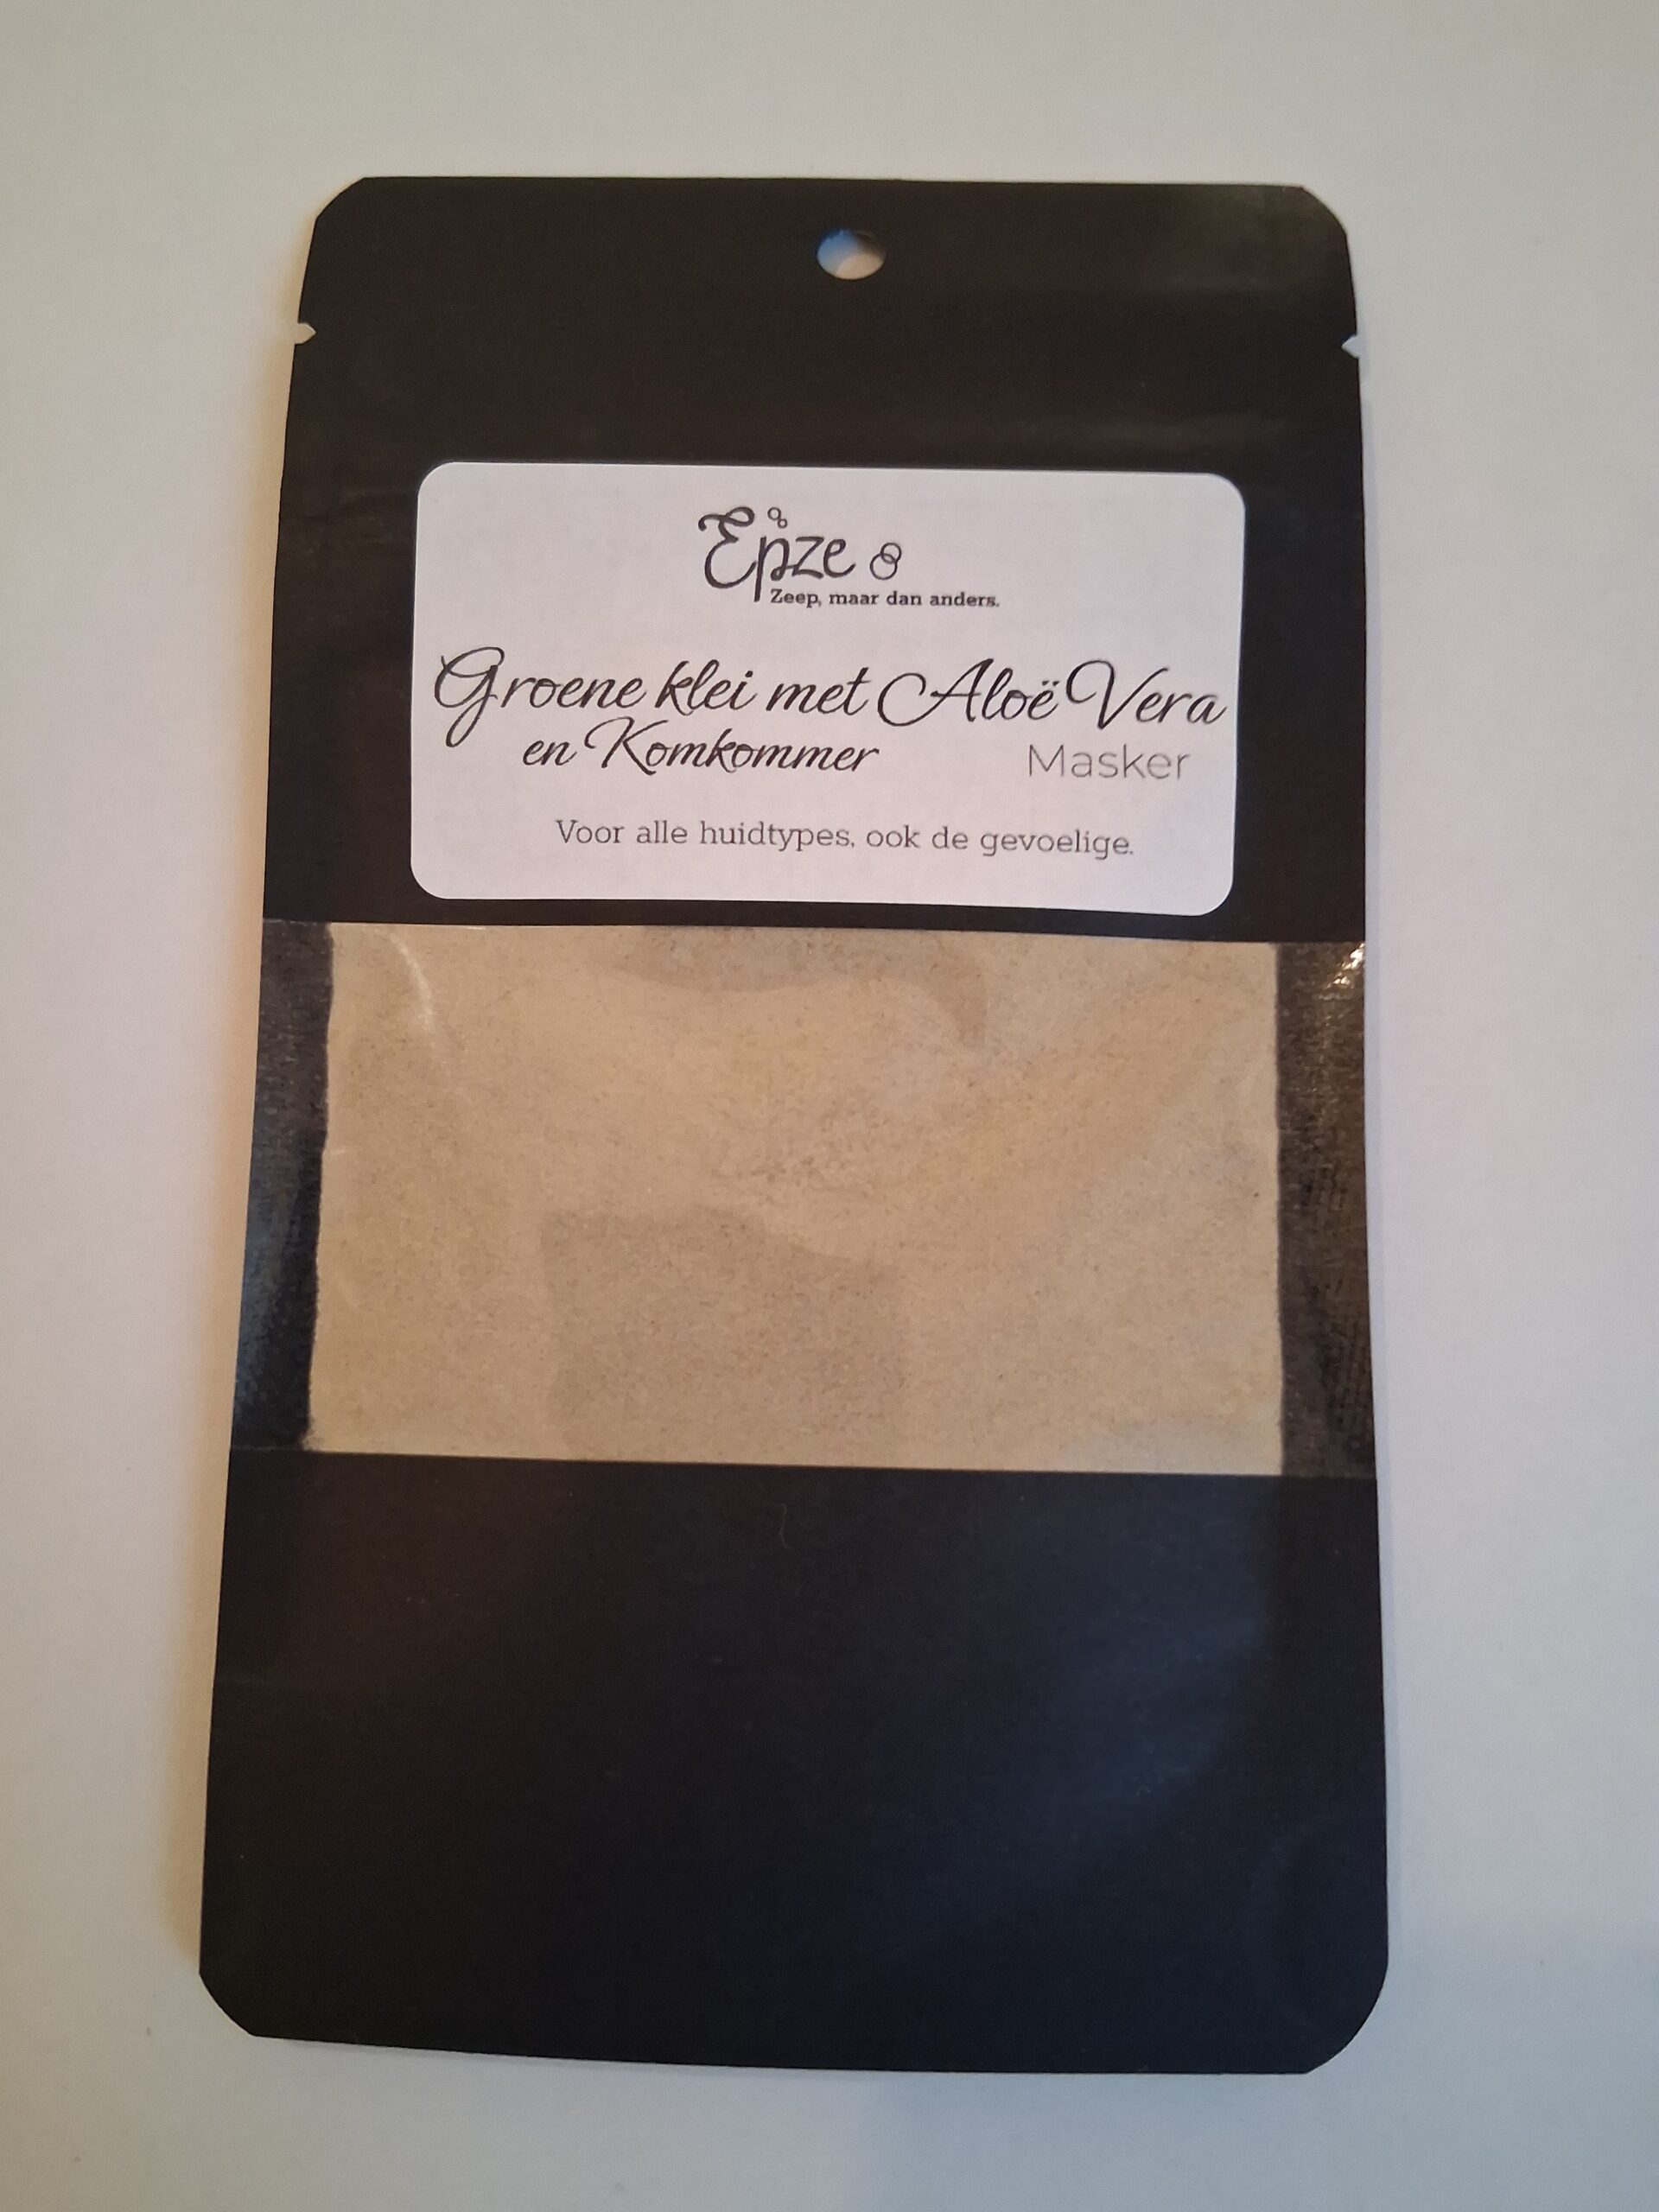 Epze
Zeep, maar dan anders.
Groene klei met Aloë Vera
en Komkommer Masker
Voor alle huidtypes, ook de gevoelige.